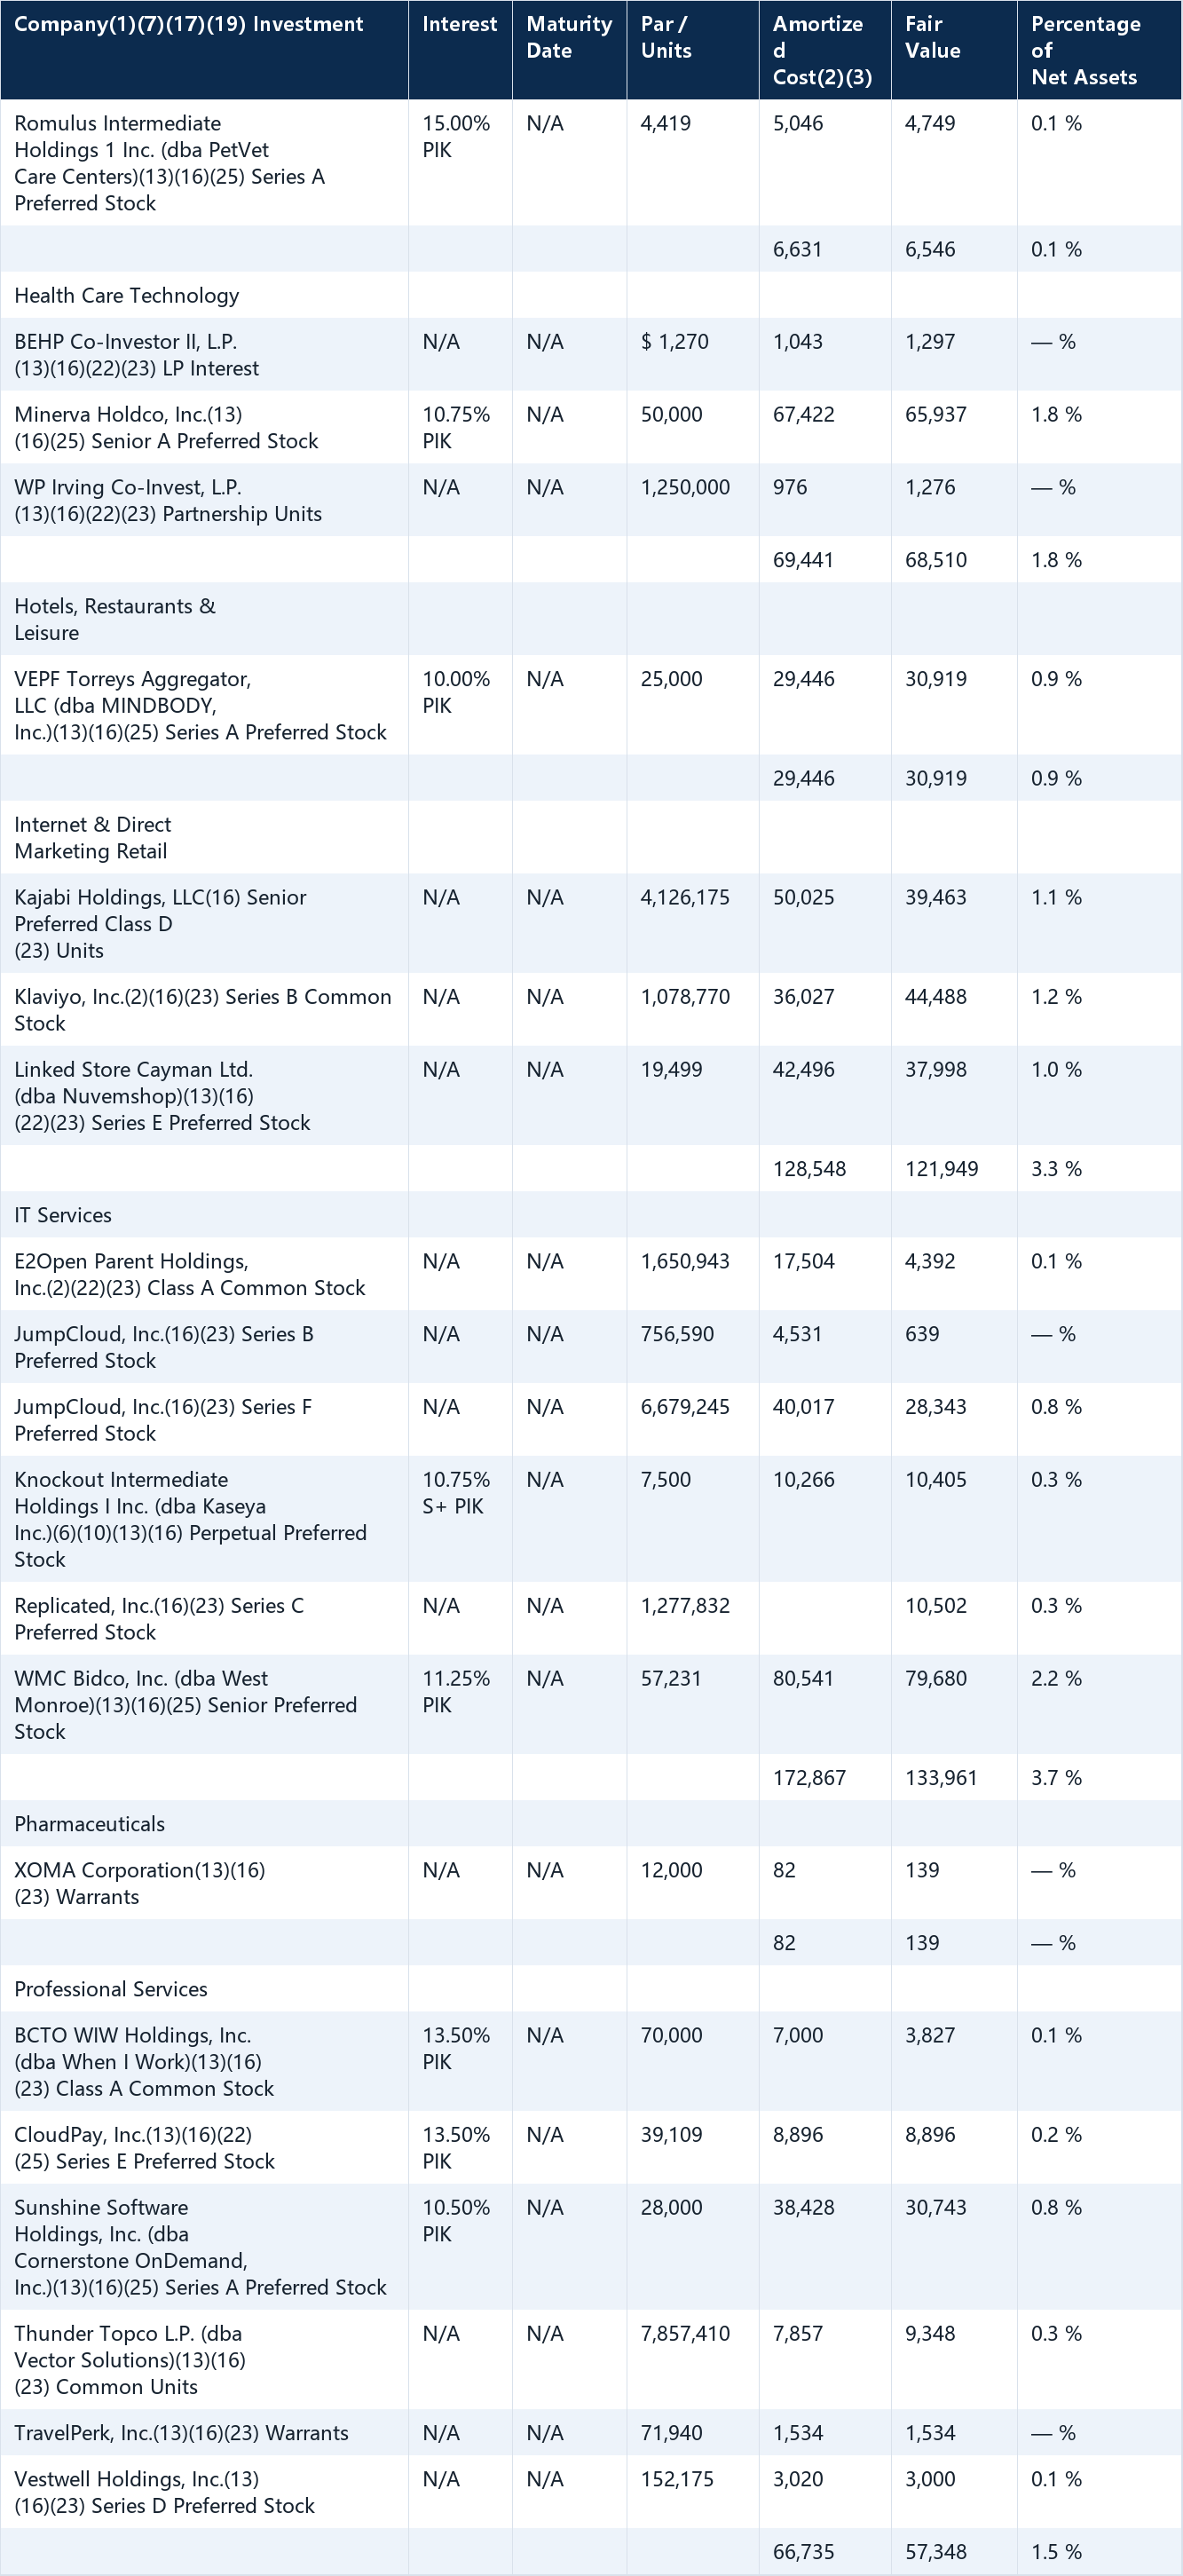 Company(1)(7)(17)(19) Investment Interest Maturity Date Par / Units Amortized Cost(2)(3) Fair Value Percentage of Net Assets
Romulus Intermediate 15.00% N/A 4,419 5,046 4,749 0.1 %
Holdings 1 Inc. (dba PetVet PIK
Care Centers)(13)(16)(25) Series A
Preferred Stock
6,631 6,546 0.1 %
Health Care Technology
BEHP Co-Investor II, L.P. N/A N/A $ 1,270 1,043 1,297 — %
(13)(16)(22)(23) LP Interest
Minerva Holdco, Inc.(13) 10.75% N/A 50,000 67,422 65,937 1.8 %
(16)(25) Senior A Preferred Stock PIK
WP Irving Co-Invest, L.P. N/A N/A 1,250,000 976 1,276 — %
(13)(16)(22)(23) Partnership Units
69,441 68,510 1.8 %
Hotels, Restaurants &
Leisure
VEPF Torreys Aggregator, 10.00% N/A 25,000 29,446 30,919 0.9 %
LLC (dba MINDBODY, PIK
Inc.)(13)(16)(25) Series A Preferred Stock
29,446 30,919 0.9 %
Internet & Direct
Marketing Retail
Kajabi Holdings, LLC(16) Senior N/A N/A 4,126,175 50,025 39,463 1.1 %
Preferred Class D
(23) Units
Klaviyo, Inc.(2)(16)(23) Series B Common N/A N/A 1,078,770 36,027 44,488 1.2 %
Stock
Linked Store Cayman Ltd. N/A N/A 19,499 42,496 37,998 1.0 %
(dba Nuvemshop)(13)(16)
(22)(23) Series E Preferred Stock
128,548 121,949 3.3 %
IT Services
E2Open Parent Holdings, N/A N/A 1,650,943 17,504 4,392 0.1 %
Inc.(2)(22)(23) Class A Common Stock
JumpCloud, Inc.(16)(23) Series B N/A N/A 756,590 4,531 639 — %
Preferred Stock
JumpCloud, Inc.(16)(23) Series F N/A N/A 6,679,245 40,017 28,343 0.8 %
Preferred Stock
Knockout Intermediate 10.75% N/A 7,500 10,266 10,405 0.3 %
Holdings I Inc. (dba Kaseya S+ PIK
Inc.)(6)(10)(13)(16) Perpetual Preferred
Stock
Replicated, Inc.(16)(23) Series C N/A N/A 1,277,832 10,502 0.3 %
Preferred Stock
WMC Bidco, Inc. (dba West 11.25% N/A 57,231 80,541 79,680 2.2 %
Monroe)(13)(16)(25) Senior Preferred PIK
Stock
172,867 133,961 3.7 %
Pharmaceuticals
XOMA Corporation(13)(16) N/A N/A 12,000 82 139 — %
(23) Warrants
82 139 — %
Professional Services
BCTO WIW Holdings, Inc. 13.50% N/A 70,000 7,000 3,827 0.1 %
(dba When I Work)(13)(16) PIK
(23) Class A Common Stock
CloudPay, Inc.(13)(16)(22) 13.50% N/A 39,109 8,896 8,896 0.2 %
(25) Series E Preferred Stock PIK
Sunshine Software 10.50% N/A 28,000 38,428 30,743 0.8 %
Holdings, Inc. (dba PIK
Cornerstone OnDemand,
Inc.)(13)(16)(25) Series A Preferred Stock
Thunder Topco L.P. (dba N/A N/A 7,857,410 7,857 9,348 0.3 %
Vector Solutions)(13)(16)
(23) Common Units
TravelPerk, Inc.(13)(16)(23) Warrants N/A N/A 71,940 1,534 1,534 — %
Vestwell Holdings, Inc.(13) N/A N/A 152,175 3,020 3,000 0.1 %
(16)(23) Series D Preferred Stock
66,735 57,348 1.5 %